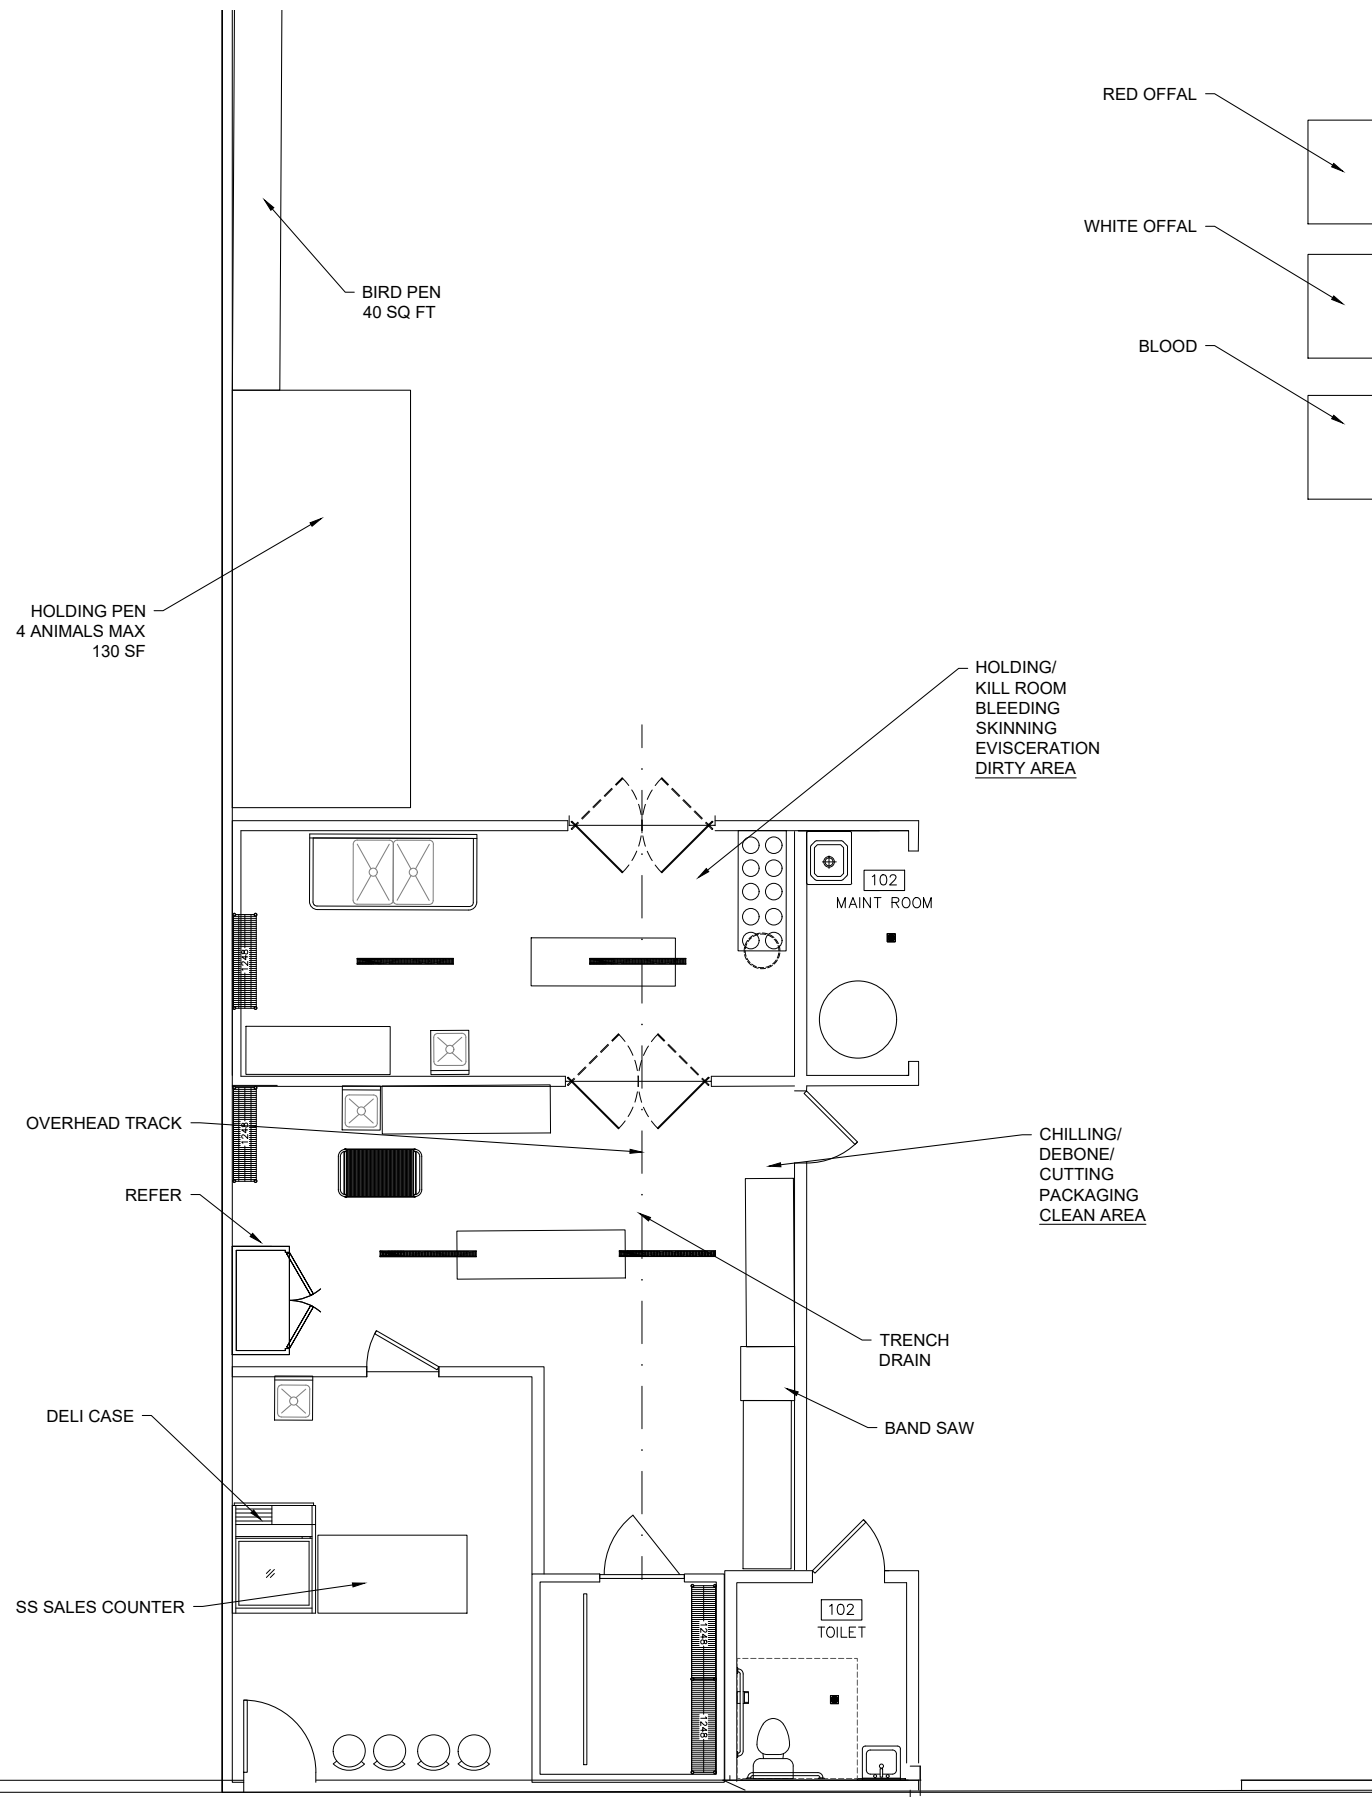 RED OFFAL
WHITE OFFAL
BIRD PEN
40 SQ FT
BLOOD
HOLDING PEN
4 ANIMALS MAX
130 SF
HOLDING/
KILL ROOM
BLEEDING
SKINNING
EVISCERATION
DIRTY AREA
102
MAINT ROOM
1248
OVERHEAD TRACK
1248
CHILLING/
DEBONE/
CUTTING
PACKAGING
CLEAN AREA
REFER
TRENCH
DRAIN
DELI CASE
BAND SAW
SS SALES COUNTER
102
TOILET
1248
1248